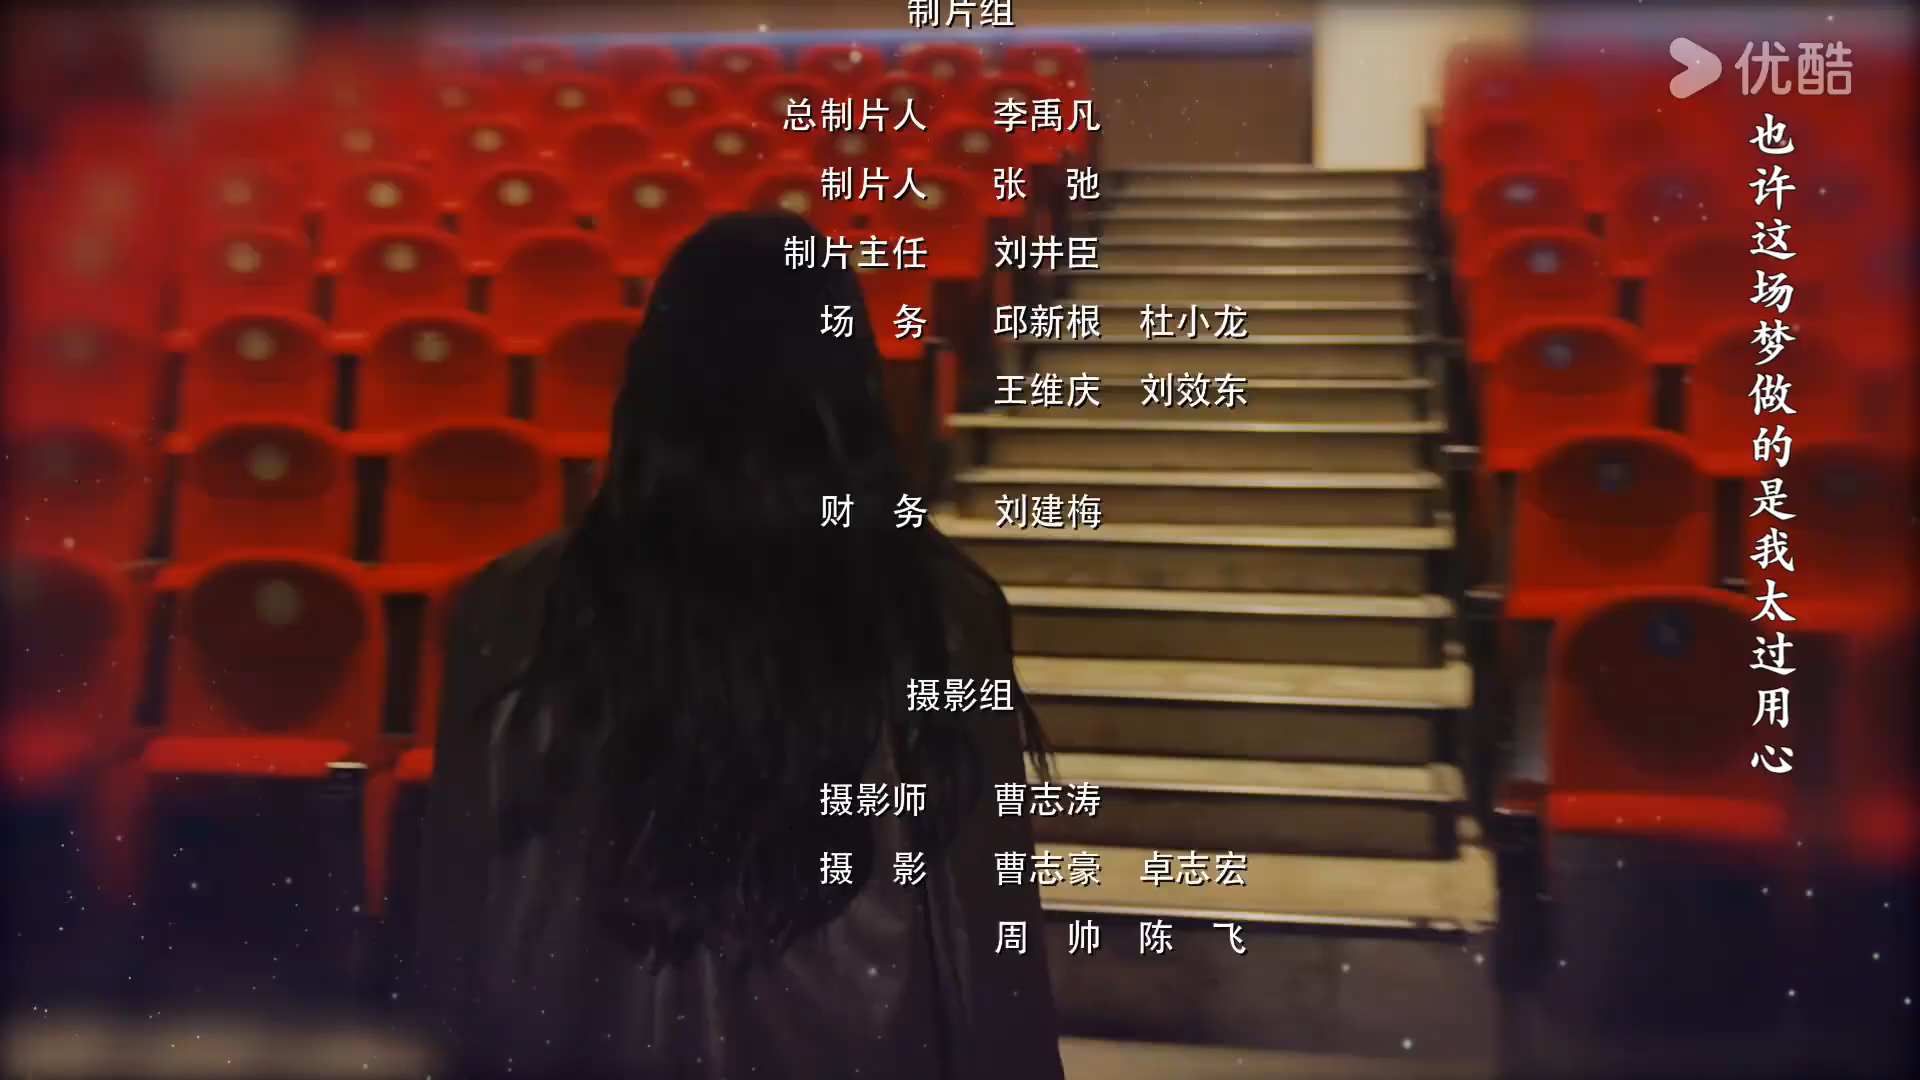 制片组
总制片人 李禹凡
制片人 张 弛
制片主任 刘井臣
场 务 邱新根 杜小龙
王维庆 刘效东
财 务 刘建梅
摄影组
摄影师 曹志涛
摄 影 曹志豪 卓志宏
周 帅 陈 飞
优酷
也许这场梦做的是我太过用心